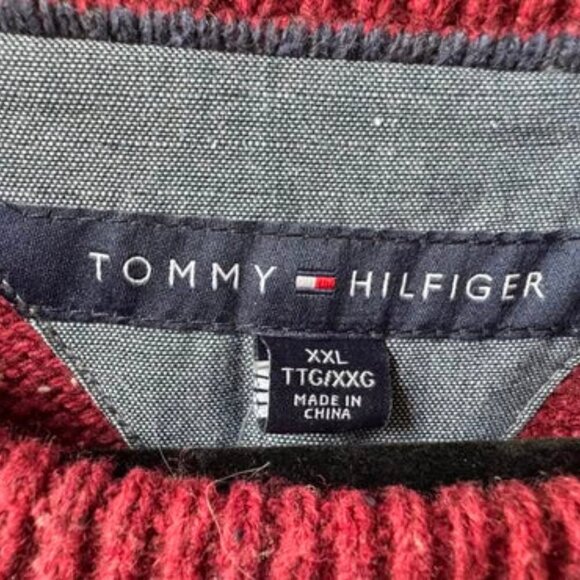 TOMMY HILFIGER
XXL
TTG/XXG
MADE IN
CHINA